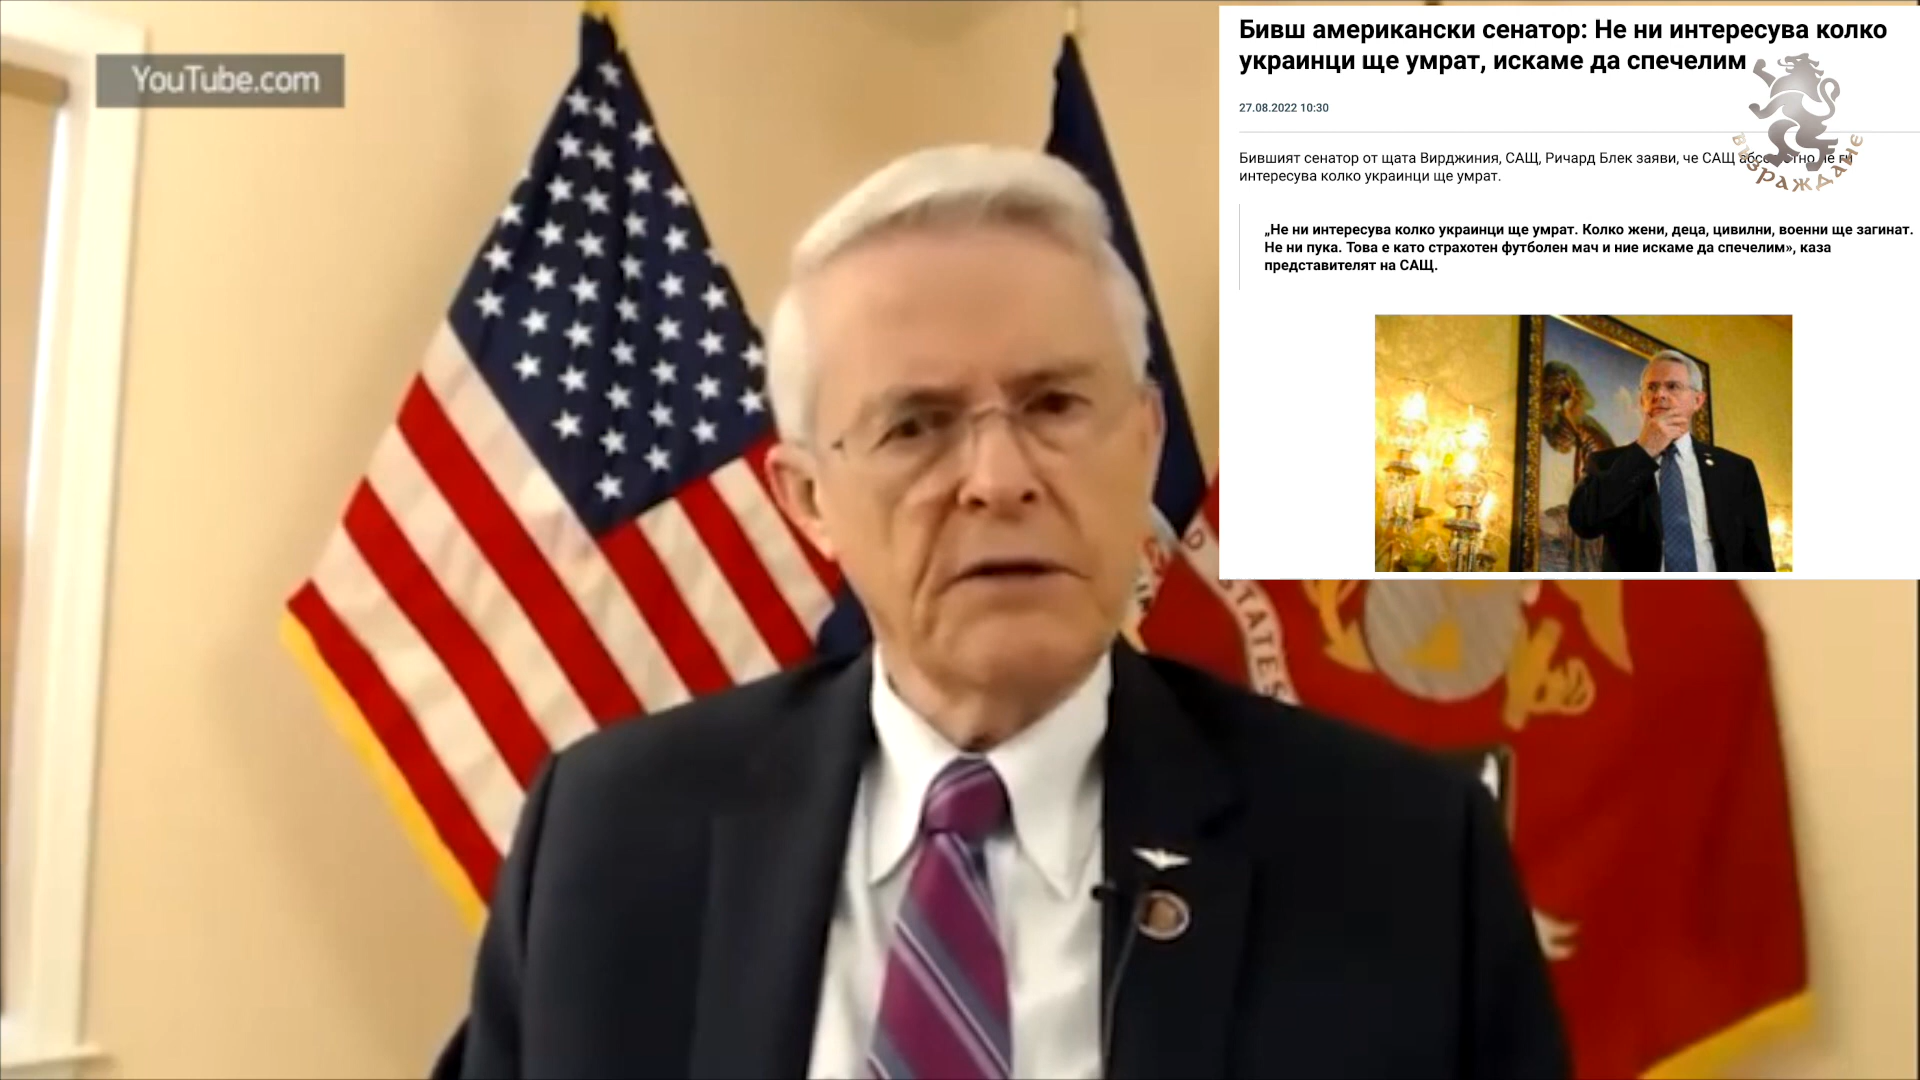 YouTube.com
Бивш американски сенатор: Не ни интересува колко
украинци ще умрат, искаме да спечелим
27.08.2022 10:30
Бившият сенатор от щата Вирджиния, САЩ, Ричард Блек заяви, че САЩ не ги
интересува колко украинци ще умрат.
„Не ни интересува колко украинци ще умрат. Колко жени, деца, цивилни, военни ще загинат.
Не ни пука. Това е като страхотен футболен мач и ние искаме да спечелим», каза
представителят на САЩ.
ВЪЗРАЖДАНЕ
D STATES